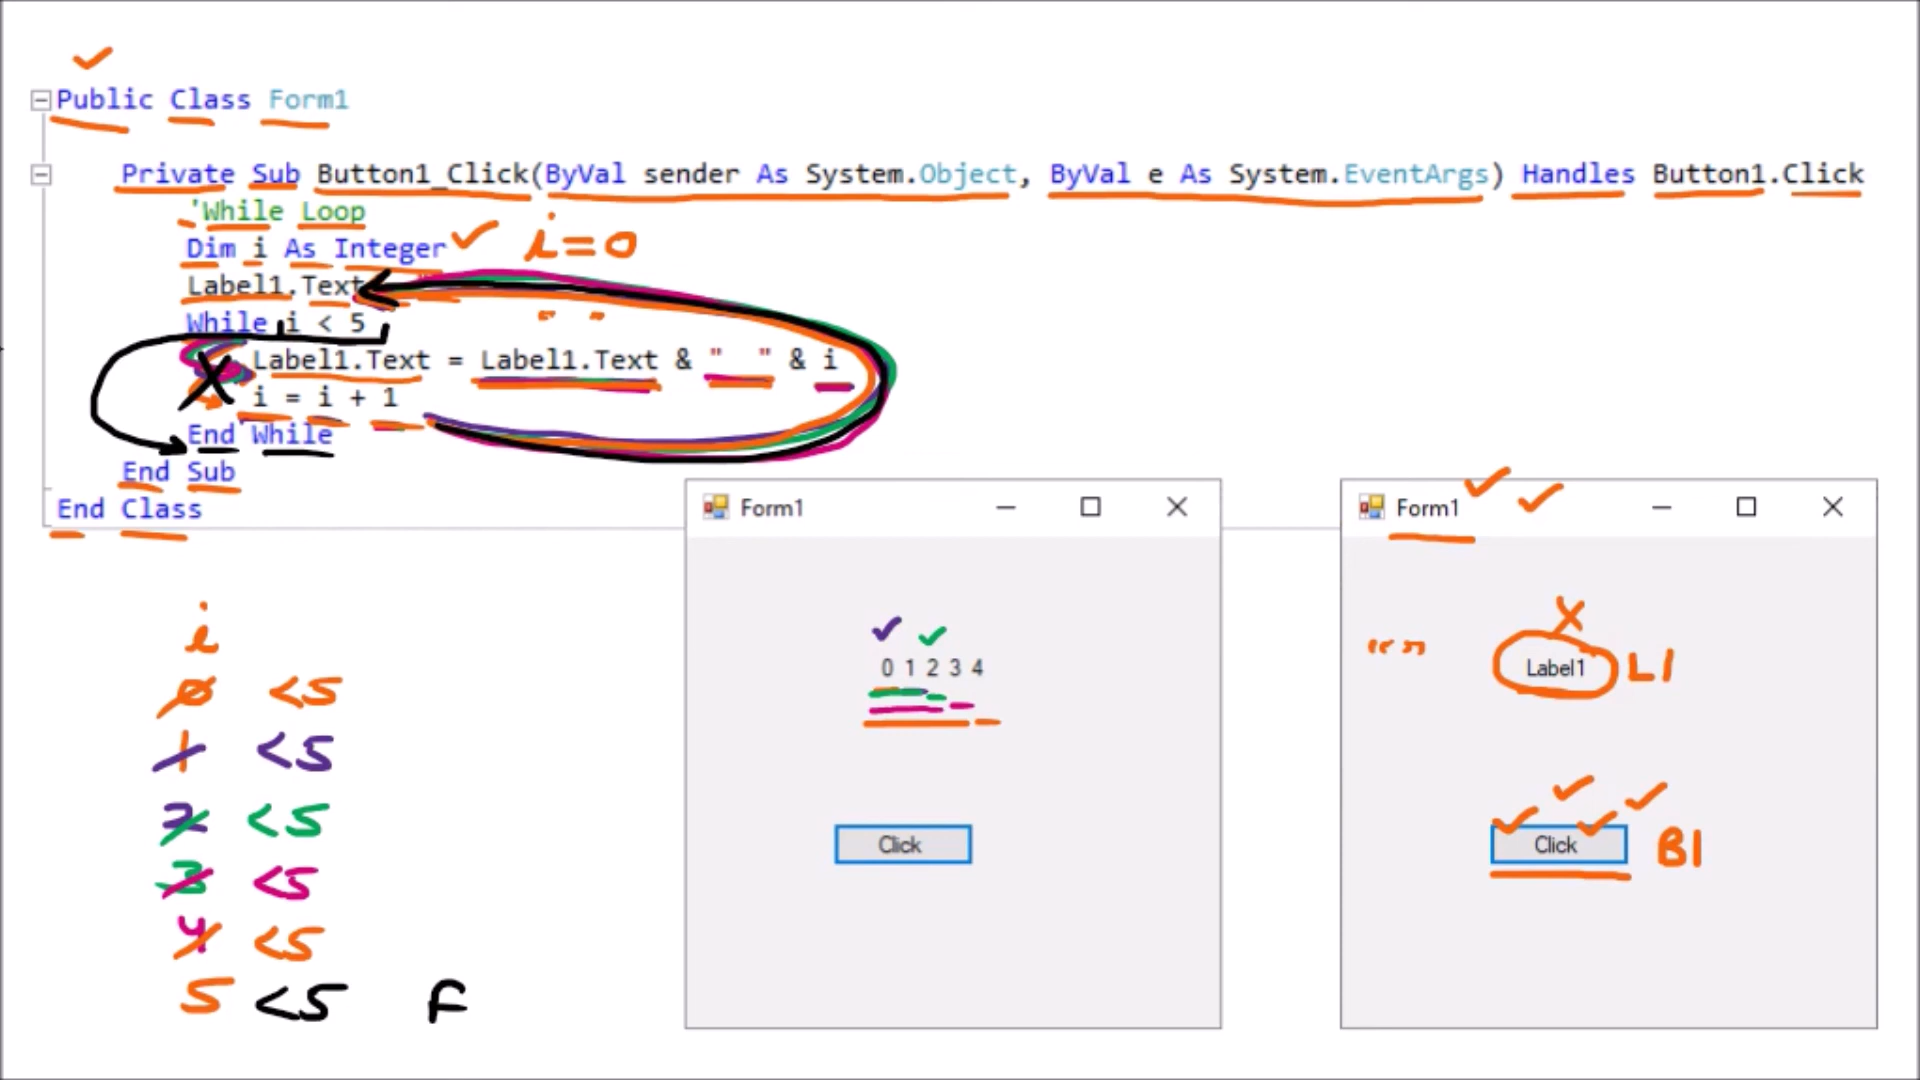 Public Class Form1
Private Sub Button1_Click(ByVal sender As System.Object, ByVal e As System.EventArgs) Handles Button1.Click
'While Loop
Dim i As Integer
i=0
Label1.Text
While i < 5
" "
Label1.Text = Label1.Text & "  " & i
i = i + 1
End While
End Sub
End Class
i
0 <5
1 <5
2 <5
3 <5
4 <5
5 <5 F
Form1
0 1 2 3 4
Click
Form1
X
" "
Label1 L1
Click B1